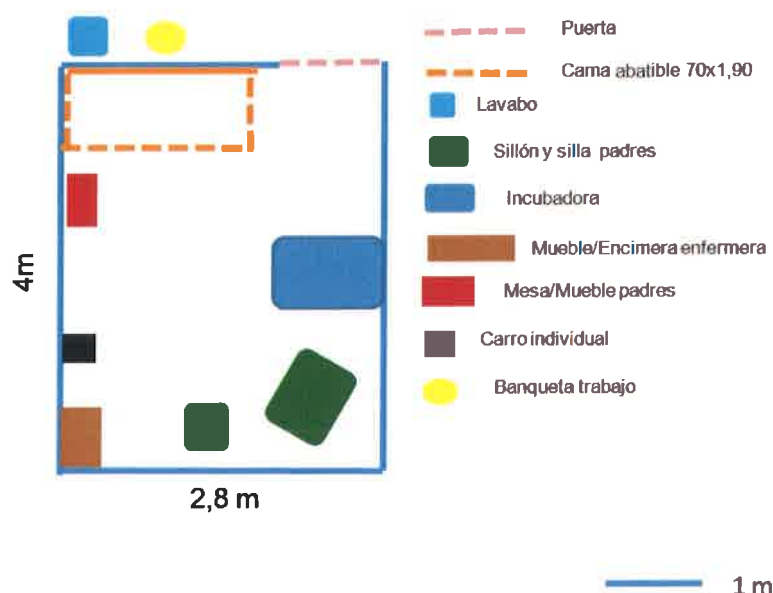 Puerta
Cama abatible 70x1,90
Lavabo
Sillón y silla padres
Incubadora
Mueble/Encimera enfermera
Mesa/Mueble padres
Carro individual
Banqueta trabajo
4m
2,8 m
1 m